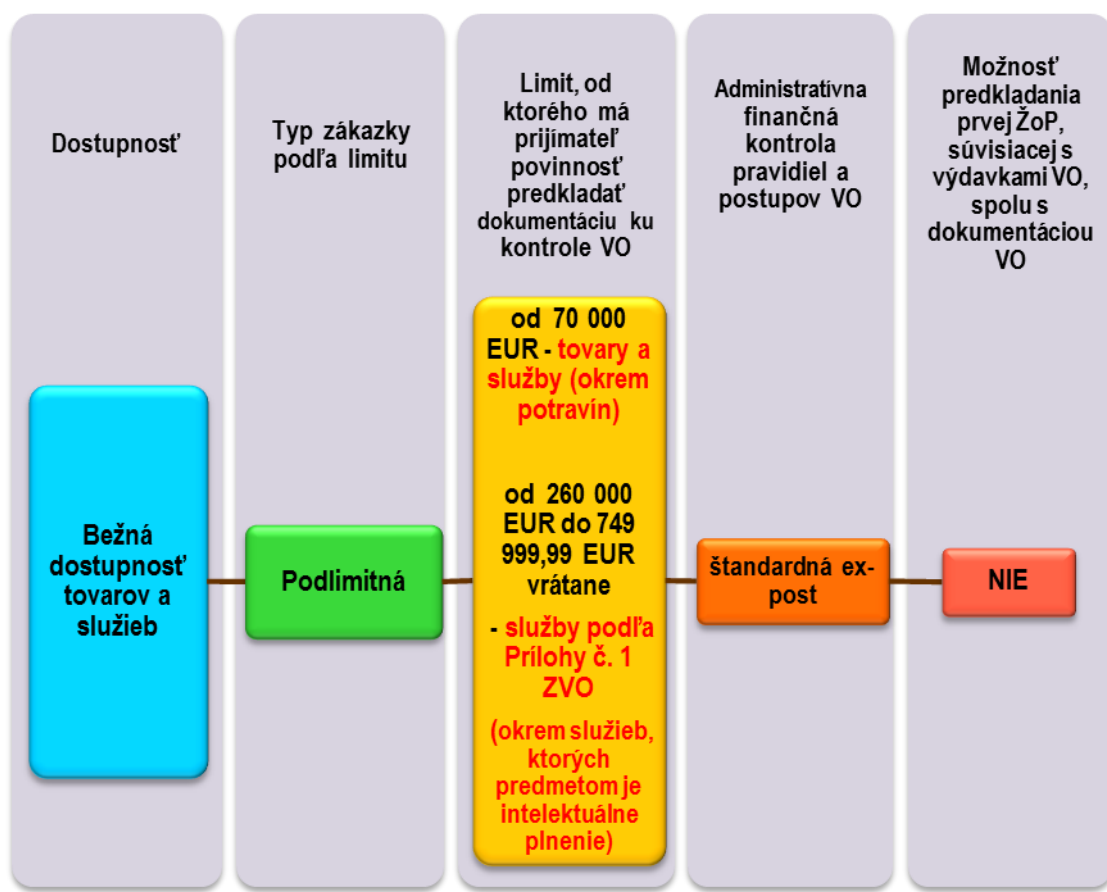 Dostupnosť
Typ zákazky
podľa limitu
Limit, od
ktorého má
prijímateľ
povinnosť
predkladať
dokumentáciu ku
kontrole VO
Administratívna
finančná
kontrola
pravidiel a
postupov VO
Možnosť
predkladania
prvej ŽoP,
súvisiacej s
výdavkami VO,
spolu s
dokumentáciou
VO
Bežná
dostupnosť
tovarov a
služieb
Podlimitná
od 70 000
EUR - tovary a
služby (okrem
potravín)
od 260 000
EUR do 749
999,99 EUR
vrátane
- služby podľa
Prílohy č. 1
ZVO
(okrem služieb,
ktorých
predmetom je
intelektuálne
plnenie)
štandardná ex-
post
NIE